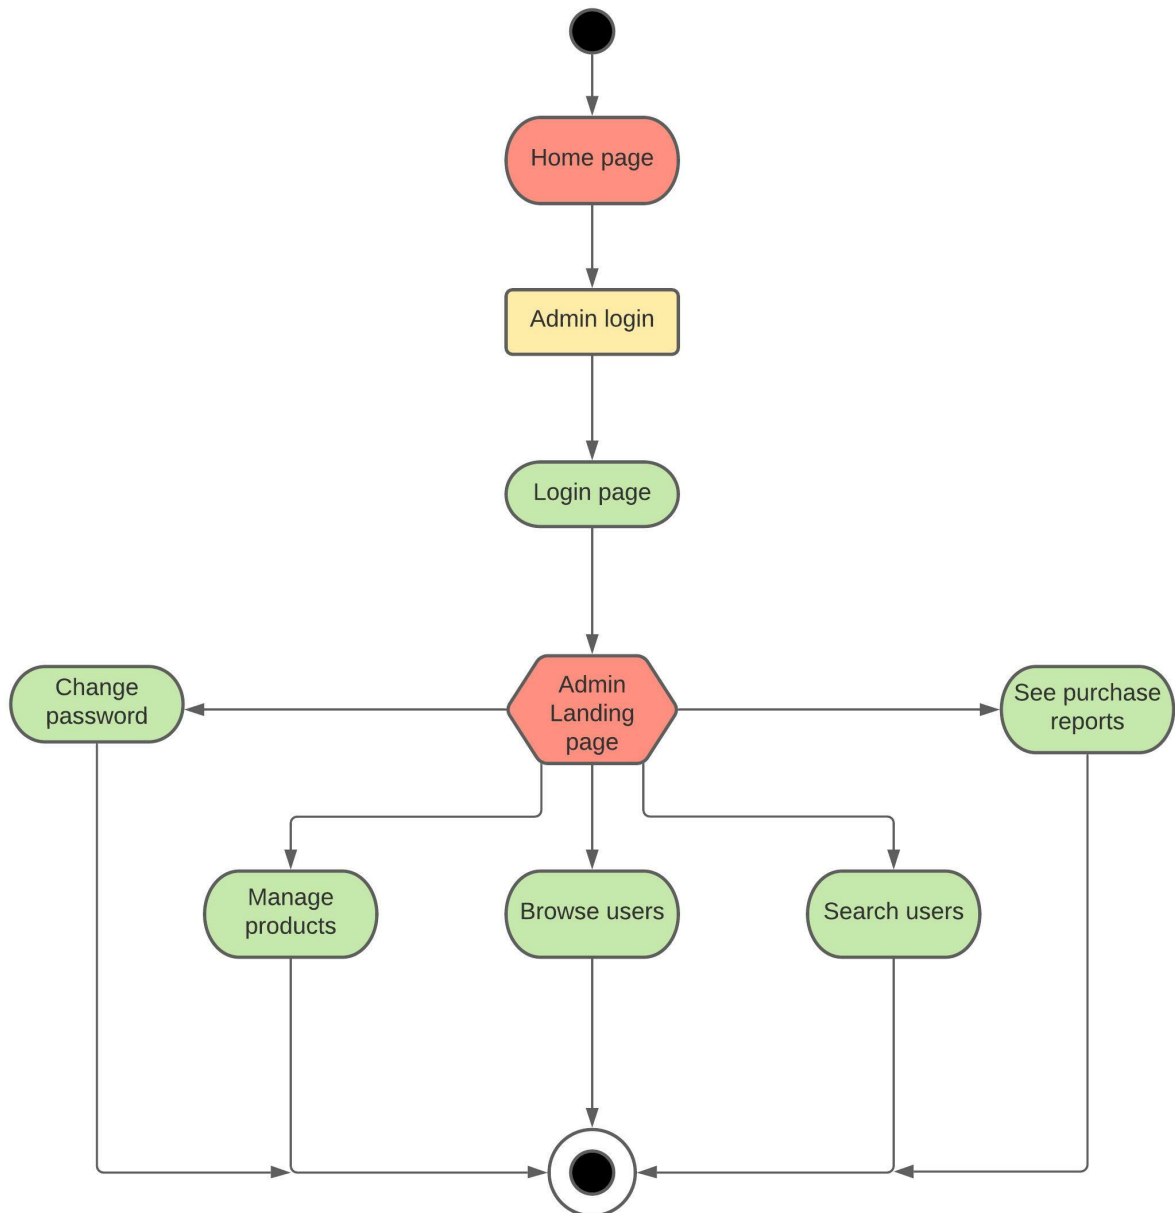 Home page
Admin login
Login page
Change
password
Admin
Landing
page
See purchase
reports
Manage
products
Browse users
Search users